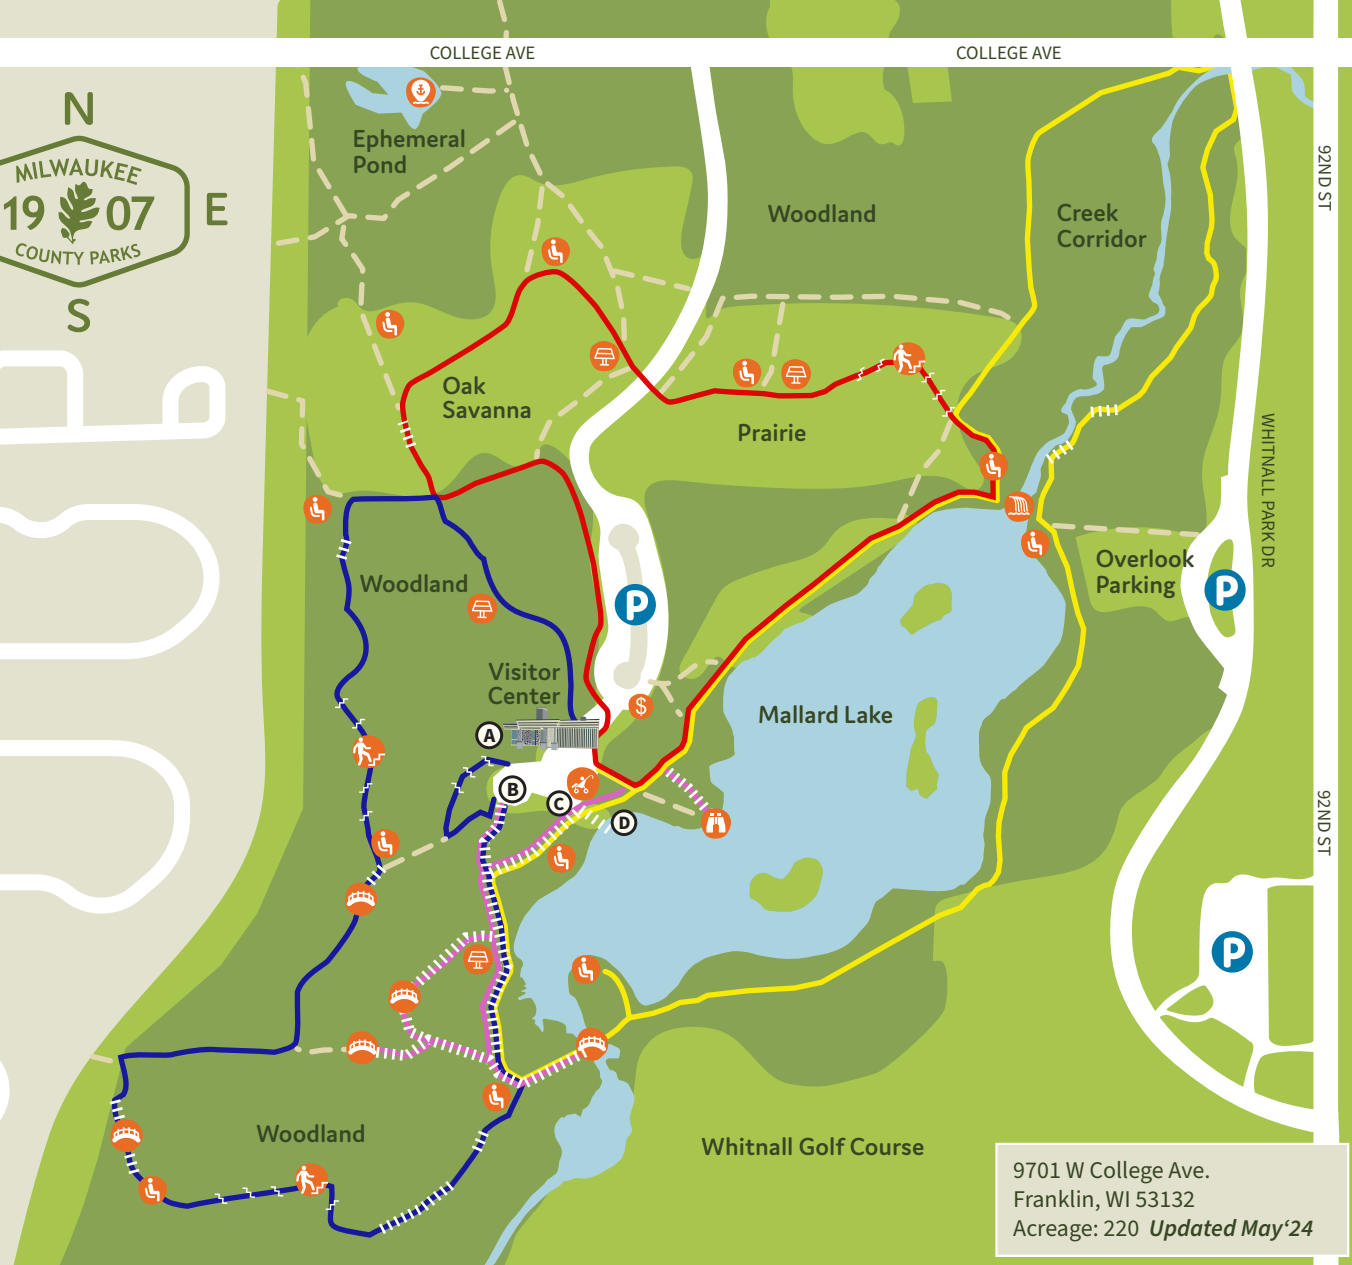 COLLEGE AVE
COLLEGE AVE
N
MILWAUKEE
19 07
COUNTY PARKS
E
S
Ephemeral
Pond
Woodland
Creek
Corridor
92ND ST
Oak
Savanna
Prairie
WHITNALL PARK DR
Woodland
Overlook
Parking
P
P
Visitor
Center
$
Mallard Lake
A
B
C
D
92ND ST
P
Woodland
Whitnall Golf Course
9701 W College Ave.
Franklin, WI 53132
Acreage: 220 Updated May‘24